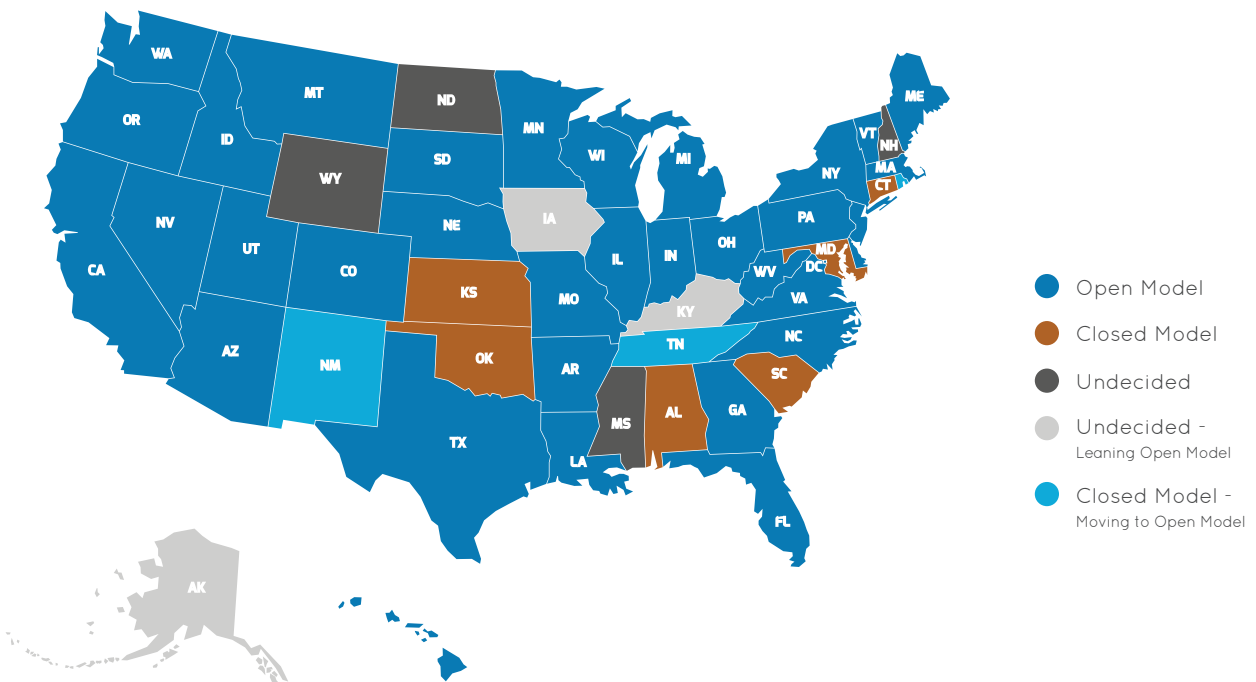 WA
MT
ND
ME
OR
MN
VT
ID
NH
SD
WI
MI
MA
NY
WY
CT
IA
PA
NV
NE
OH
UT
MD
IN
IL
DC
CO
WV
CA
KS
MO
VA
KY
NC
AZ
TN
OK
NM
AR
SC
AL
GA
MS
TX
LA
FL
AK
Open Model
Closed Model
Undecided
Undecided -
Leaning Open Model
Closed Model -
Moving to Open Model